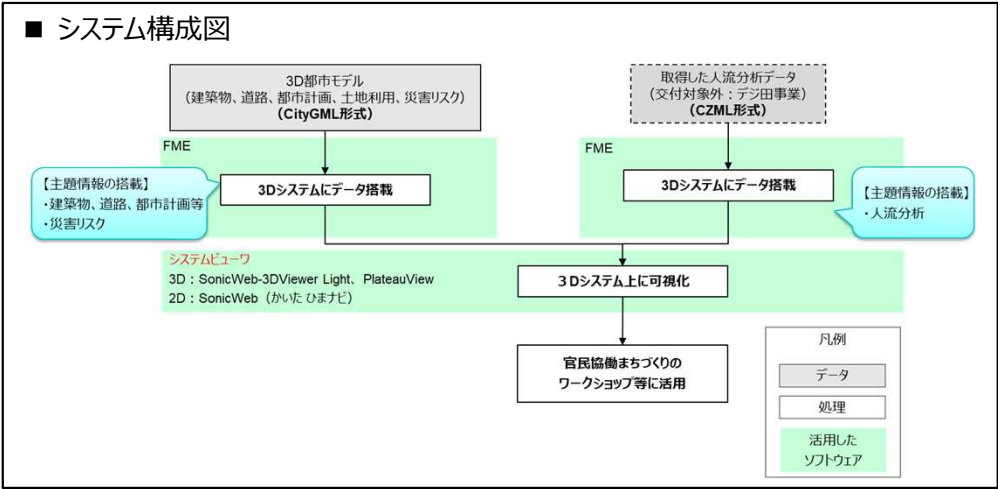 ■ システム構成図
3D都市モデル
（建築物、道路、都市計画、土地利用、災害リスク）
（CityGML形式）
取得した人流分析データ
（交付対象外：デジ田事業）
（CZML形式）
FME
FME
【主題情報の搭載】
・建築物、道路、都市計画等
・災害リスク
3Dシステムにデータ搭載
3Dシステムにデータ搭載
【主題情報の搭載】
・人流分析
システムビューワ
3D：SonicWeb-3DViewer Light、PlateauView
2D：SonicWeb（かいた ひまナビ）
３Dシステム上に可視化
官民協働まちづくりの
ワークショップ等に活用
凡例
データ
処理
活用した
ソフトウェア